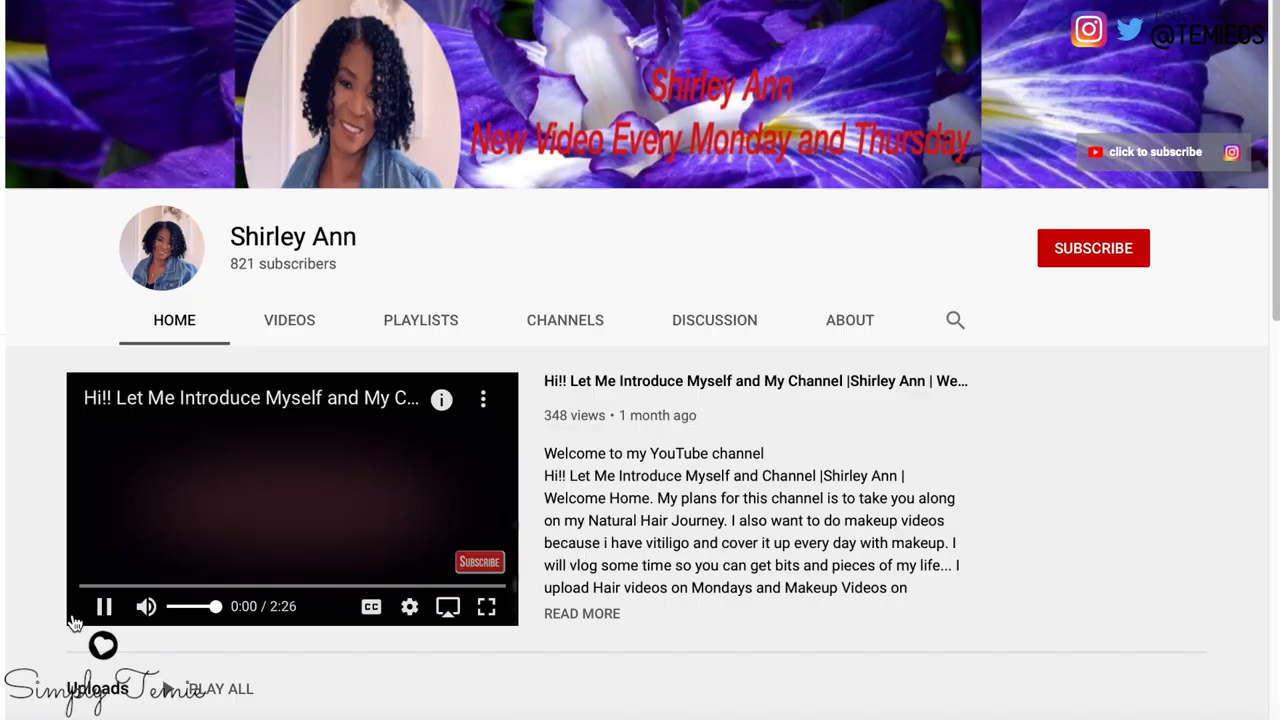 @TEMIEOS
Shirley Ann
New Video Every Monday and Thursday
click to subscribe
Shirley Ann
821 subscribers
SUBSCRIBE
HOME
VIDEOS
PLAYLISTS
CHANNELS
DISCUSSION
ABOUT
Hi!! Let Me Introduce Myself and My C...
SUBSCRIBE
0:00 / 2:26
CC
Hi!! Let Me Introduce Myself and My Channel |Shirley Ann | We...
348 views • 1 month ago
Welcome to my YouTube channel
Hi!! Let Me Introduce Myself and Channel |Shirley Ann |
Welcome Home. My plans for this channel is to take you along
on my Natural Hair Journey. I also want to do makeup videos
because i have vitiligo and cover it up every day with makeup. I
will vlog some time so you can get bits and pieces of my life... I
upload Hair videos on Mondays and Makeup Videos on
READ MORE
Simply Temie
Uploads
PLAY ALL